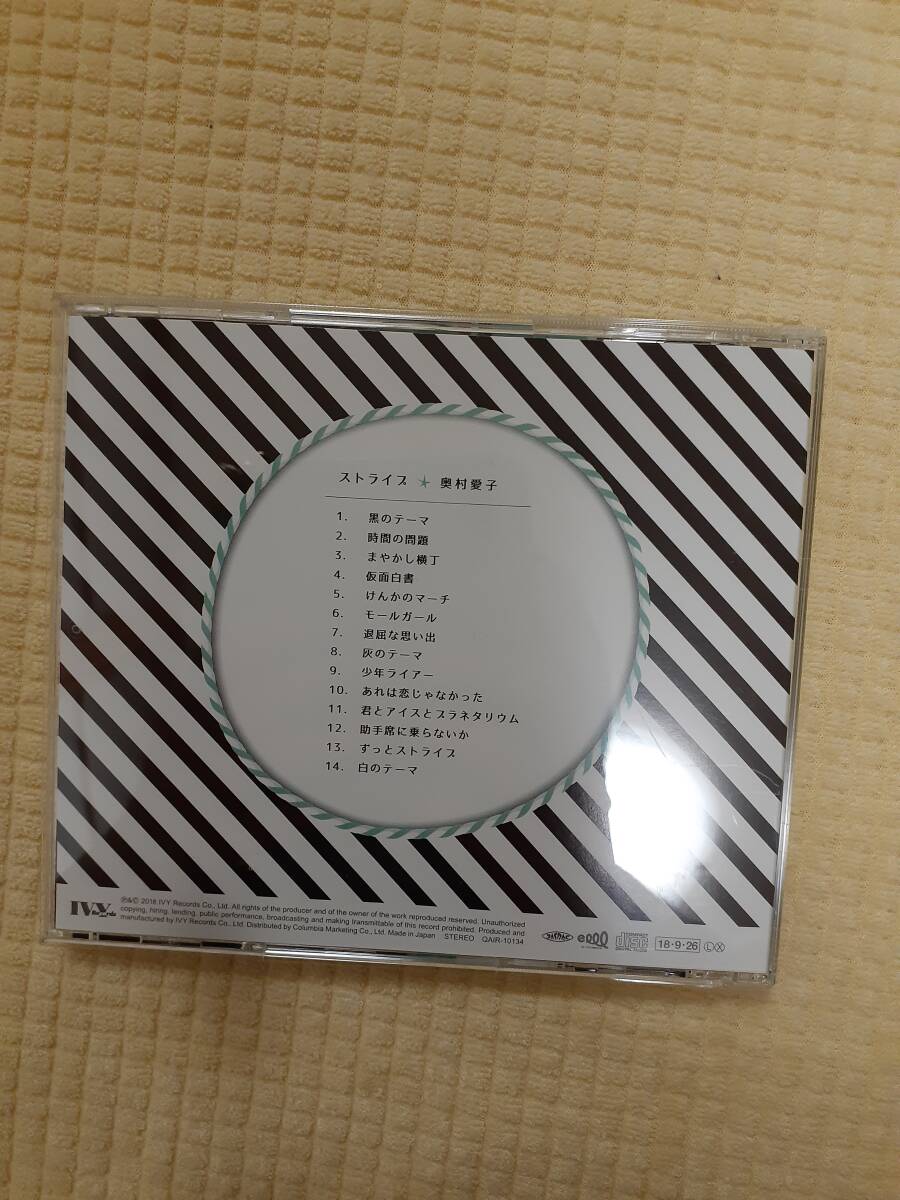 ストライプ ★ 奥村愛子
1. 黒のテーマ
2. 時間の問題
3. まやかし横丁
4. 仮面白書
5. けんかのマーチ
6. モールガール
7. 退屈な思い出
8. 灰のテーマ
9. 少年ライアー
10. あれは恋じゃなかった
11. 君とアイスとプラネタリウム
12. 助手席に乗らないか
13. ずっとストライプ
14. 白のテーマ
IVY records
℗&© 2018 IVY Records Co., Ltd. All rights of the producer and of the owner of the work reproduced reserved. Unauthorized
copying, hiring, lending, public performance, broadcasting and making transmittable of this record prohibited. Produced and
manufactured by IVY Records Co., Ltd. Distributed by Columbia Marketing Co., Ltd. Made in Japan STEREO QAIR-10134
COMPACT disc DIGITAL AUDIO
18・9・26 Ⓛ Ⓧ